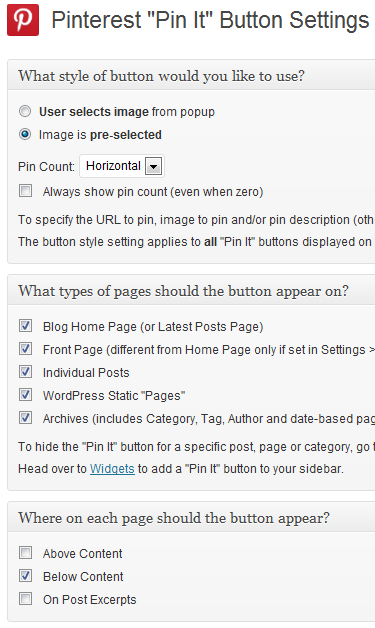 Pinterest "Pin It" Button Settings
What style of button would you like to use?
User selects image from popup
Image is pre-selected
Pin Count: Horizontal
Always show pin count (even when zero)
To specify the URL to pin, image to pin and/or pin description (oth
The button style setting applies to all "Pin It" buttons displayed on
What types of pages should the button appear on?
Blog Home Page (or Latest Posts Page)
Front Page (different from Home Page only if set in Settings >
Individual Posts
WordPress Static "Pages"
Archives (includes Category, Tag, Author and date-based pag
To hide the "Pin It" button for a specific post, page or category, go t
Head over to Widgets to add a "Pin It" button to your sidebar.
Where on each page should the button appear?
Above Content
Below Content
On Post Excerpts